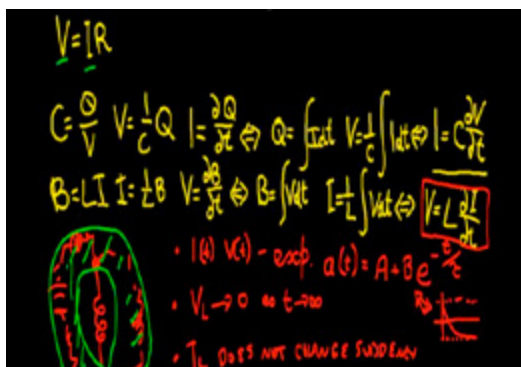 V=IR
C=Q/V V=1/C Q I=∂Q/∂t ⇔ Q=∫Idt V=1/C ∫Idt ⇔ I=C ∂V/∂t
B=LI I=1/L B V=∂B/∂t ⇔ B=∫Vdt I=1/L ∫Vdt ⇔ V=L ∂I/∂t
• I(t) V(t) - exp. a(t)=A+Be^-t/τ
• V_L→0 as t→∞
• I_L DOES NOT CHANGE SUDDENLY